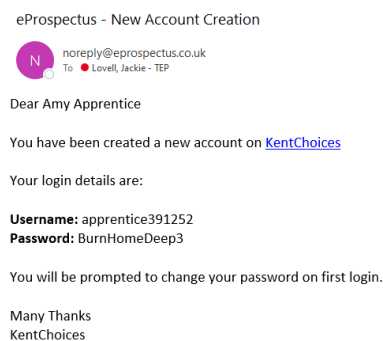 eProspectus - New Account Creation
N
noreply@eprospectus.co.uk
To Lovell, Jackie - TEP
Dear Amy Apprentice
You have been created a new account on KentChoices
Your login details are:
Username: apprentice391252
Password: BurnHomeDeep3
You will be prompted to change your password on first login.
Many Thanks
KentChoices